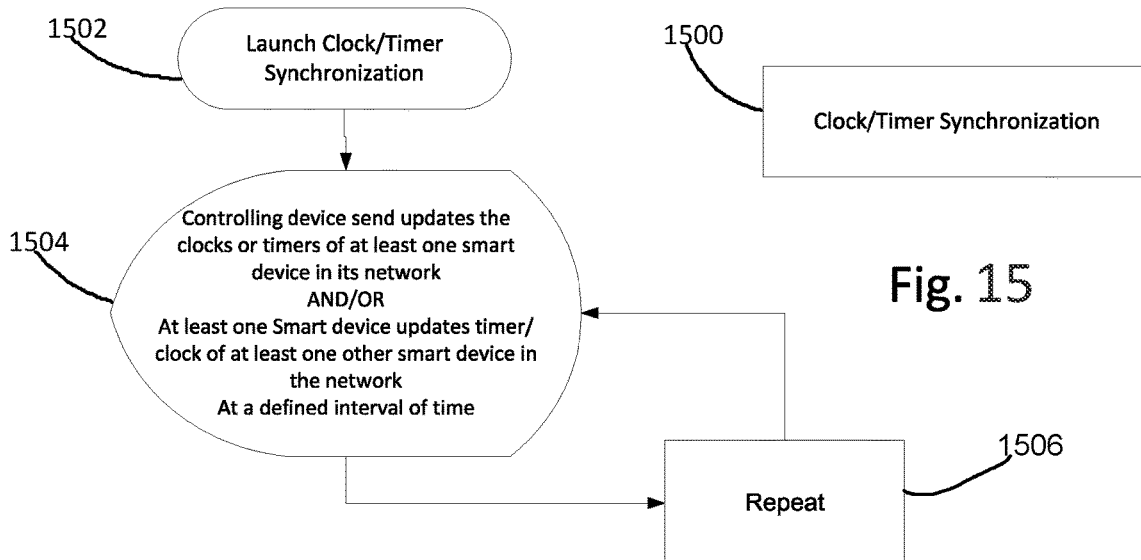 1502
Launch Clock/Timer
Synchronization
1500
Clock/Timer Synchronization
1504
Controlling device send updates the
clocks or timers of at least one smart
device in its network
AND/OR
At least one Smart device updates timer/
clock of at least one other smart device in
the network
At a defined interval of time
Fig. 15
1506
Repeat